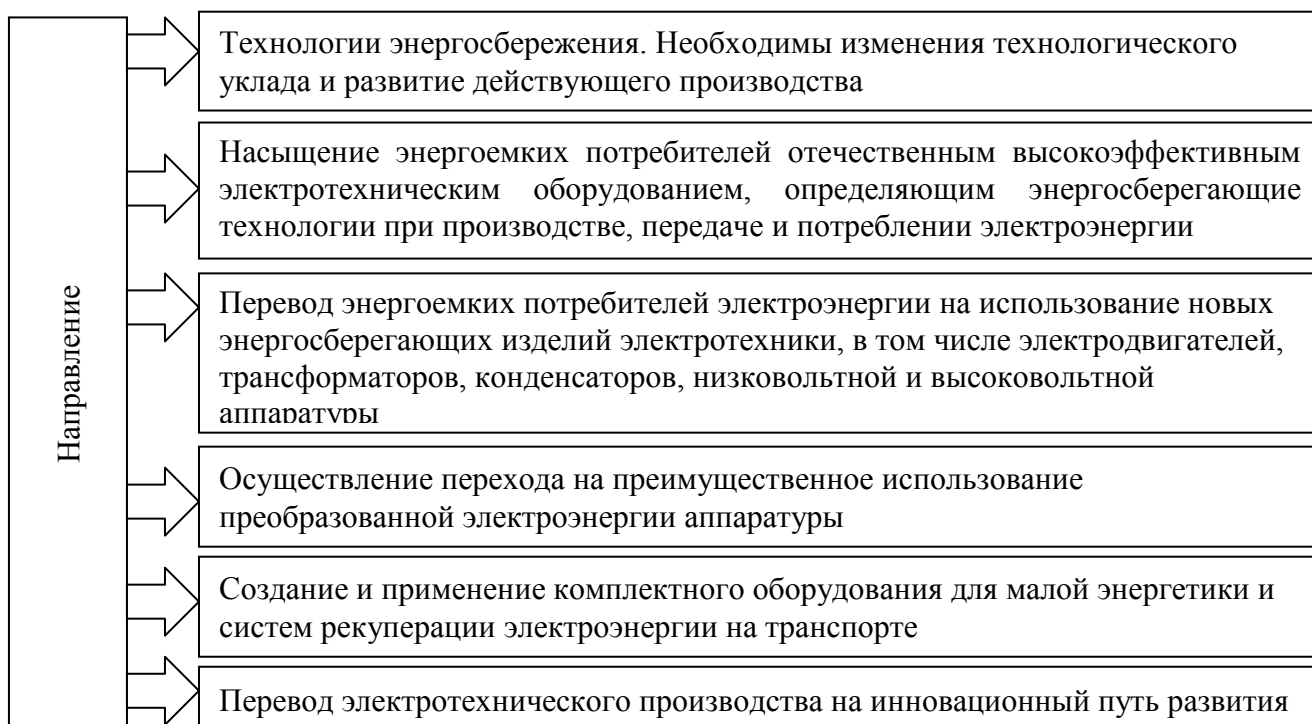 Направление
Технологии энергосбережения. Необходимы изменения технологического
уклада и развитие действующего производства
Насыщение энергоемких потребителей отечественным высокоэффективным
электротехническим оборудованием, определяющим энергосберегающие
технологии при производстве, передаче и потреблении электроэнергии
Перевод энергоемких потребителей электроэнергии на использование новых
энергосберегающих изделий электротехники, в том числе электродвигателей,
трансформаторов, конденсаторов, низковольтной и высоковольтной
аппаратуры
Осуществление перехода на преимущественное использование
преобразованной электроэнергии аппаратуры
Создание и применение комплектного оборудования для малой энергетики и
систем рекуперации электроэнергии на транспорте
Перевод электротехнического производства на инновационный путь развития